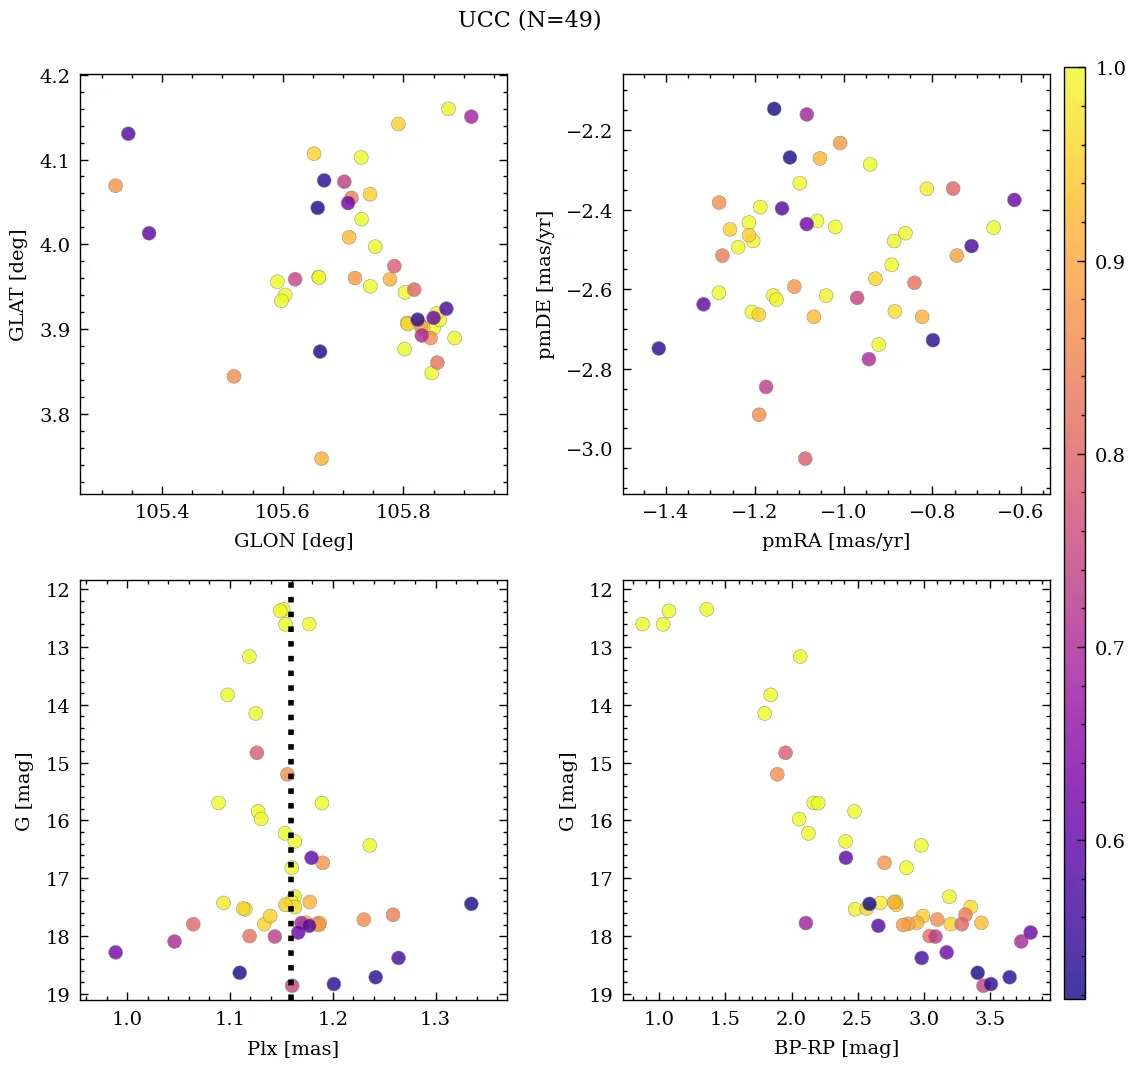 UCC (N=49)
4.2
4.1
4.0
3.9
3.8
GLAT [deg]
105.4 105.6 105.8
GLON [deg]
−2.2
−2.4
−2.6
−2.8
−3.0
pmDE [mas/yr]
−1.4 −1.2 −1.0 −0.8 −0.6
pmRA [mas/yr]
12
13
14
15
16
17
18
19
G [mag]
1.0 1.1 1.2 1.3
Plx [mas]
12
13
14
15
16
17
18
19
G [mag]
1.0 1.5 2.0 2.5 3.0 3.5
BP-RP [mag]
1.0
0.9
0.8
0.7
0.6